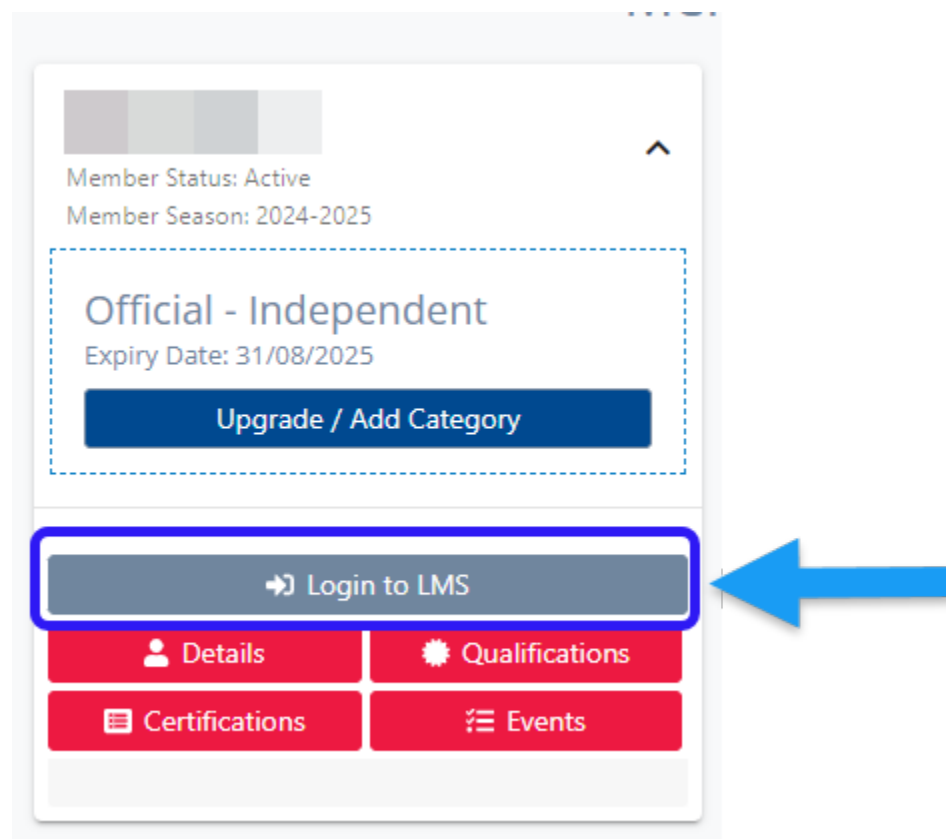 Member Status: Active
Member Season: 2024-2025
Official - Independent
Expiry Date: 31/08/2025
Upgrade / Add Category
Login to LMS
Details
Qualifications
Certifications
Events